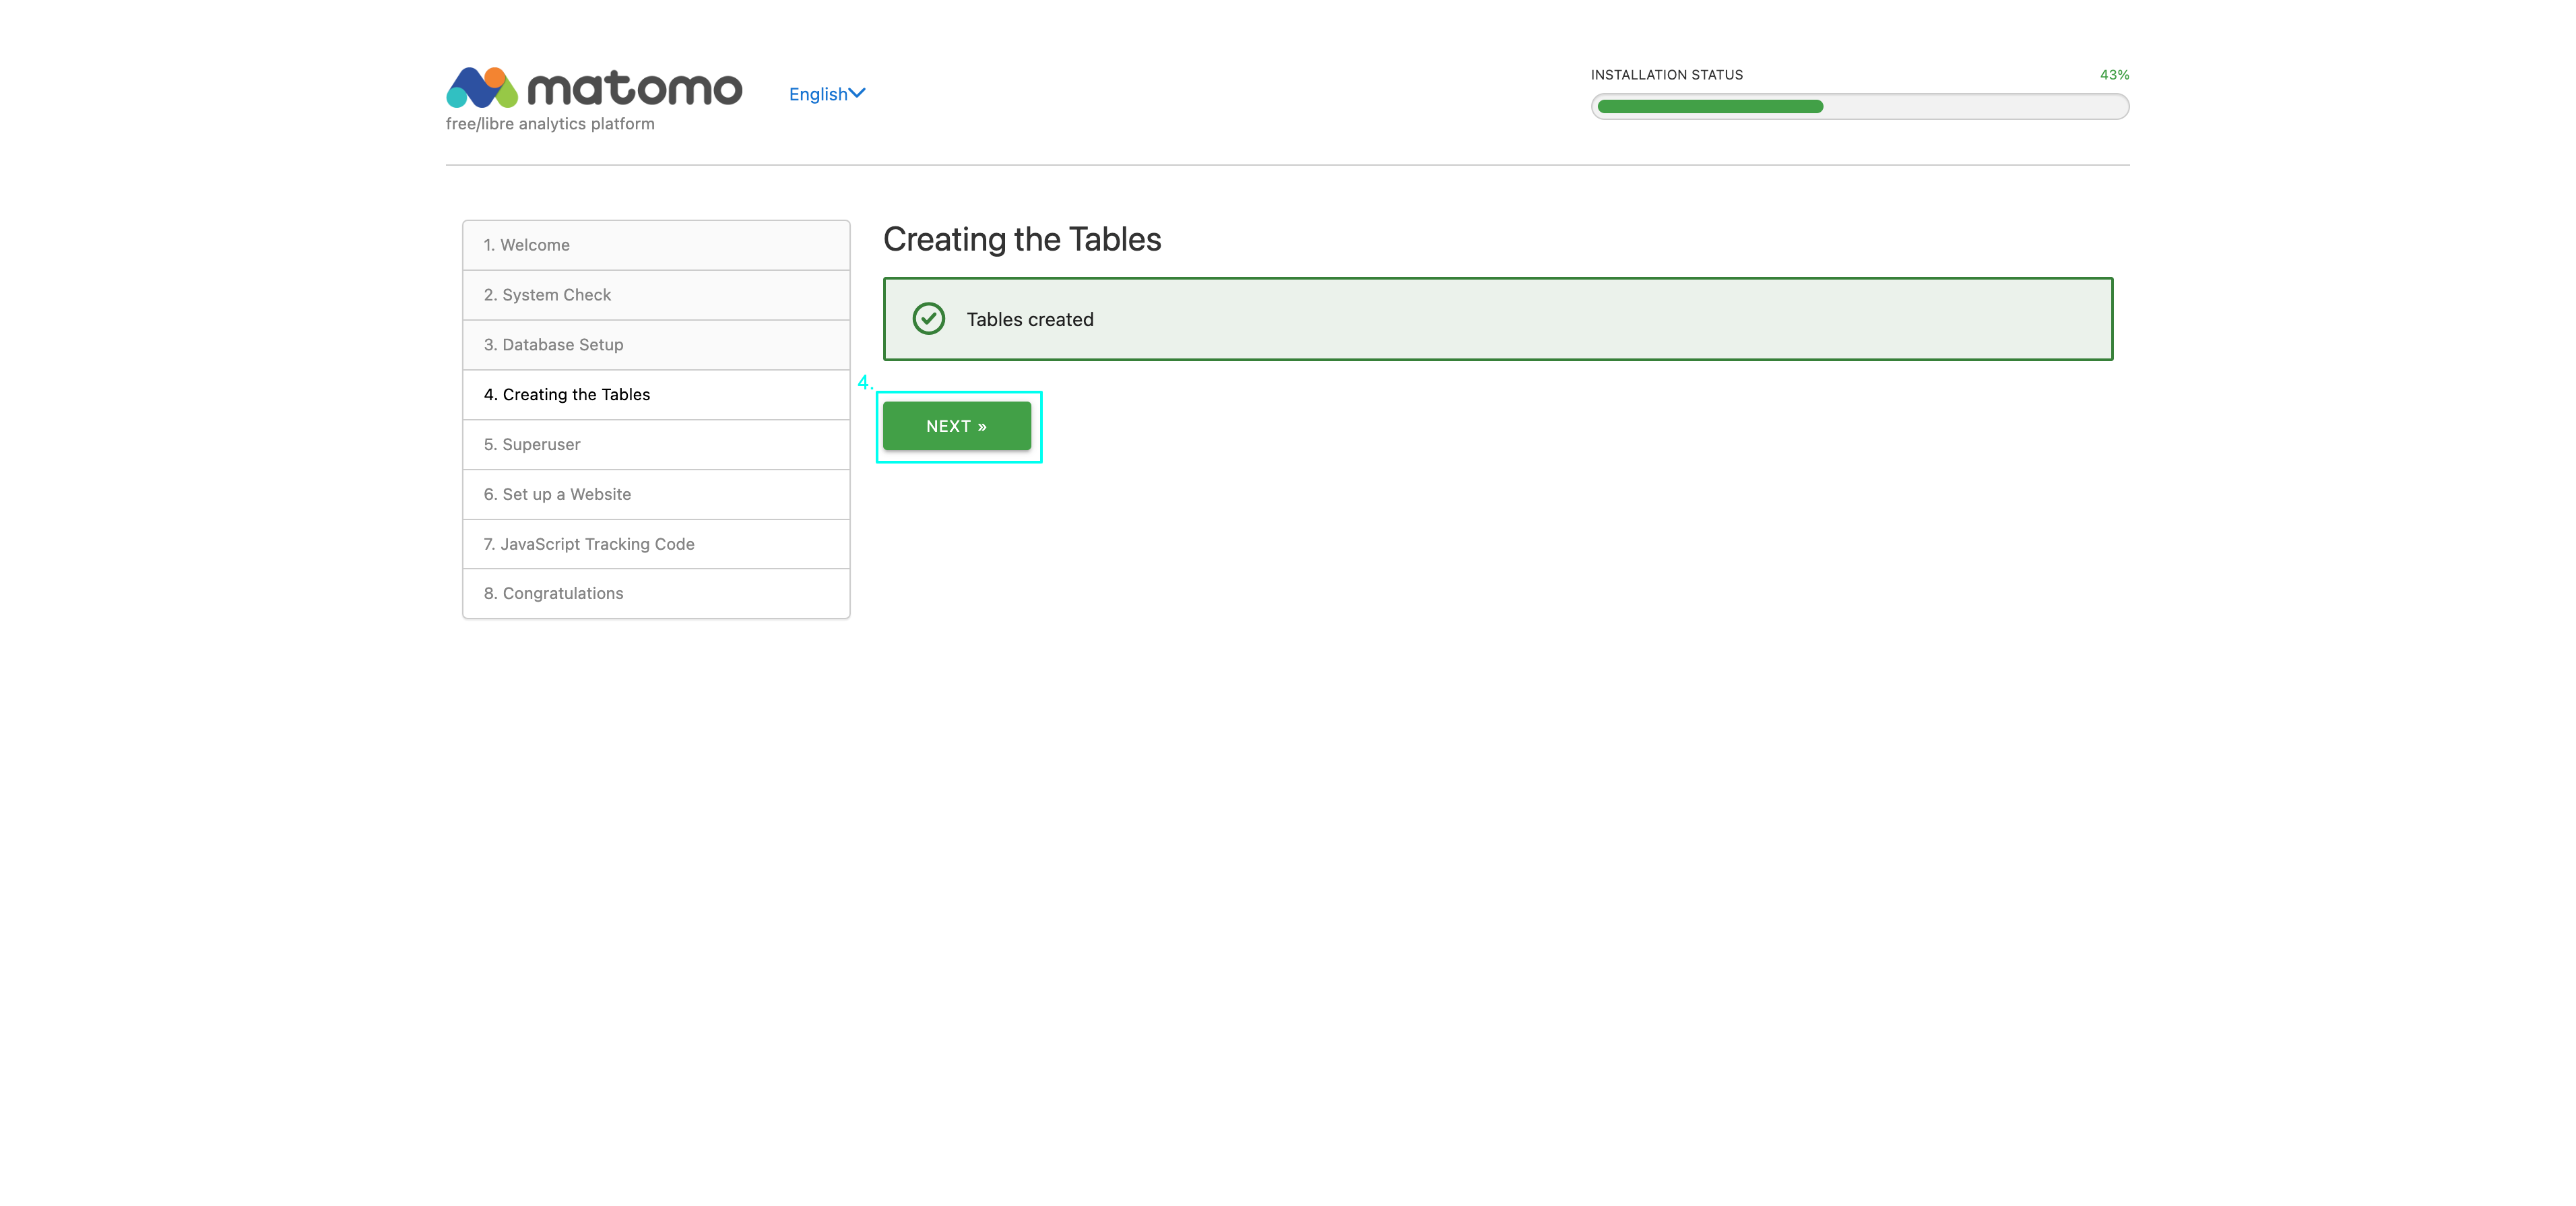 matomo
free/libre analytics platform
English
INSTALLATION STATUS
43%
1. Welcome
2. System Check
3. Database Setup
4. Creating the Tables
5. Superuser
6. Set up a Website
7. JavaScript Tracking Code
8. Congratulations
Creating the Tables
Tables created
4.
NEXT »